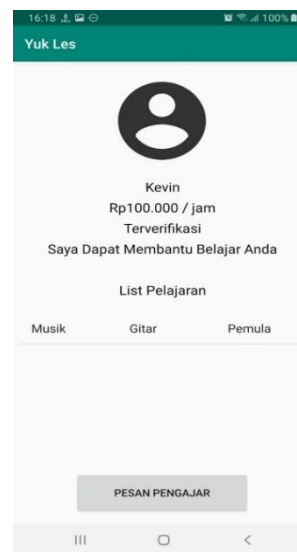 16:18 100%
Yuk Les
Kevin
Rp100.000 / jam
Terverifikasi
Saya Dapat Membantu Belajar Anda
List Pelajaran
Musik Gitar Pemula
PESAN PENGAJAR